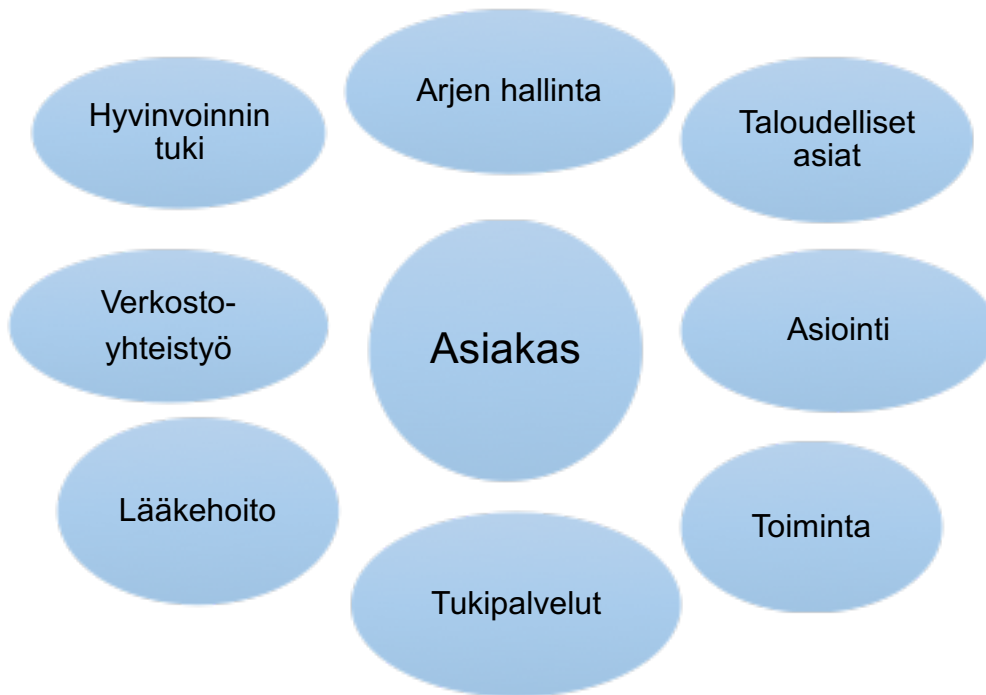 Arjen hallinta
Hyvinvoinnin
tuki
Taloudelliset
asiat
Verkosto-
yhteistyö
Asiakas
Asiointi
Lääkehoito
Toiminta
Tukipalvelut